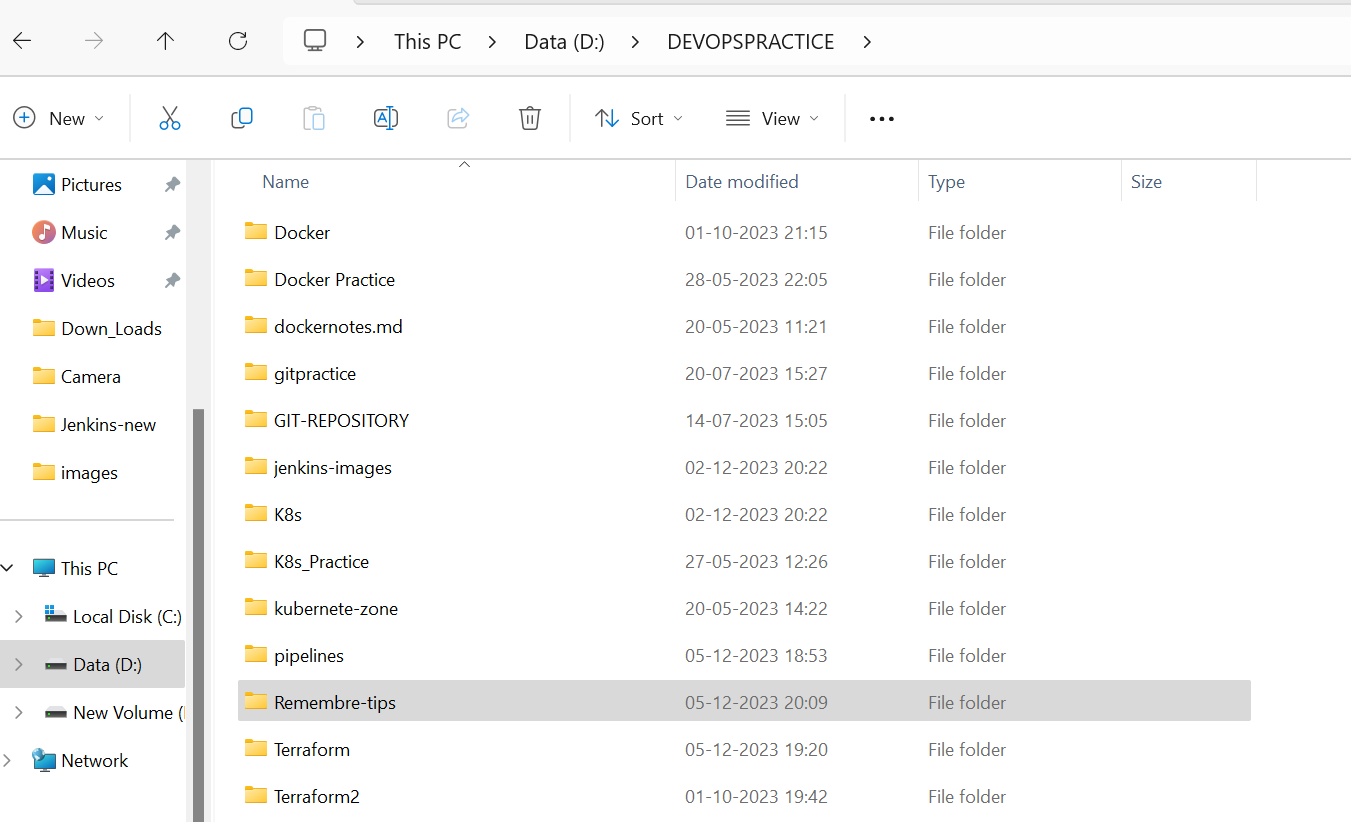 This PC Data (D:) DEVOPSPRACTICE
New Sort View
Pictures
Music
Videos
Down_Loads
Camera
Jenkins-new
images
This PC
Local Disk (C:)
Data (D:)
New Volume (
Network
Name Date modified Type Size
Docker 01-10-2023 21:15 File folder
Docker Practice 28-05-2023 22:05 File folder
dockernotes.md 20-05-2023 11:21 File folder
gitpractice 20-07-2023 15:27 File folder
GIT-REPOSITORY 14-07-2023 15:05 File folder
jenkins-images 02-12-2023 20:22 File folder
K8s 02-12-2023 20:22 File folder
K8s_Practice 27-05-2023 12:26 File folder
kubernete-zone 20-05-2023 14:22 File folder
pipelines 05-12-2023 18:53 File folder
Remembre-tips 05-12-2023 20:09 File folder
Terraform 05-12-2023 19:20 File folder
Terraform2 01-10-2023 19:42 File folder